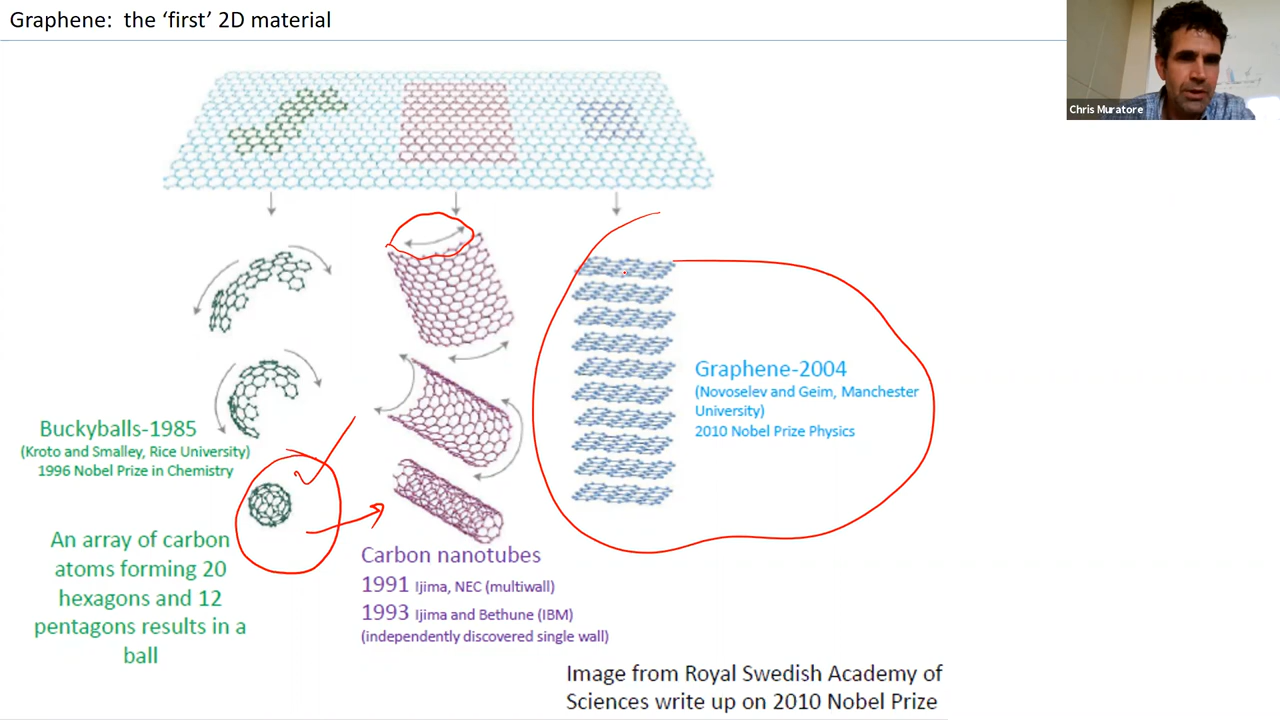 Graphene: the ‘first’ 2D material
Chris Muratore
Buckyballs-1985
(Kroto and Smalley, Rice University)
1996 Nobel Prize in Chemistry
An array of carbon
atoms forming 20
hexagons and 12
pentagons results in a
ball
Carbon nanotubes
1991 Ijima, NEC (multiwall)
1993 Ijima and Bethune (IBM)
(independently discovered single wall)
Graphene-2004
(Novoselev and Geim, Manchester
University)
2010 Nobel Prize Physics
Image from Royal Swedish Academy of
Sciences write up on 2010 Nobel Prize